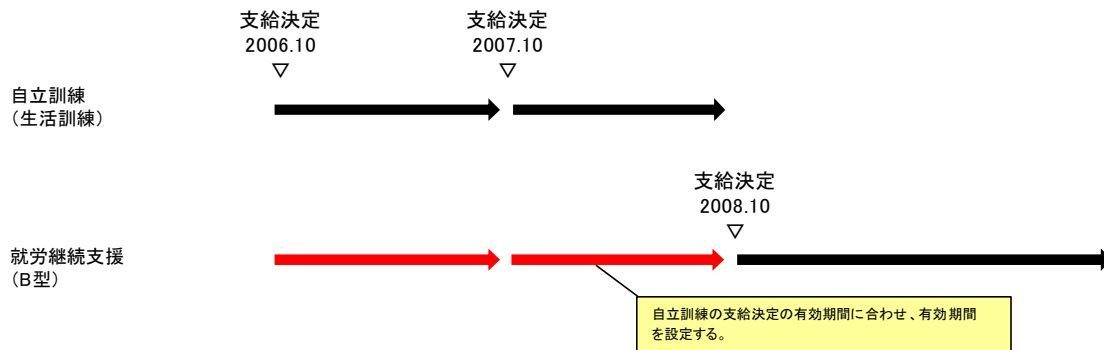 支給決定
2006.10
▽
支給決定
2007.10
▽
自立訓練
（生活訓練）
支給決定
2008.10
▽
就労継続支援
（B型）
自立訓練の支給決定の有効期間に合わせ、有効期間
を設定する。